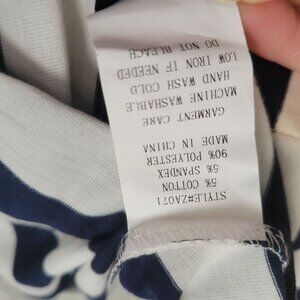 STYLE#ZA071
5% COTTON
5% SPANDEX
90% POLYESTER
MADE IN CHINA
GARMENT CARE
MACHINE WASHABLE
HAND WASH COLD
LOW IRON IF NEEDED
DO NOT BLEACH